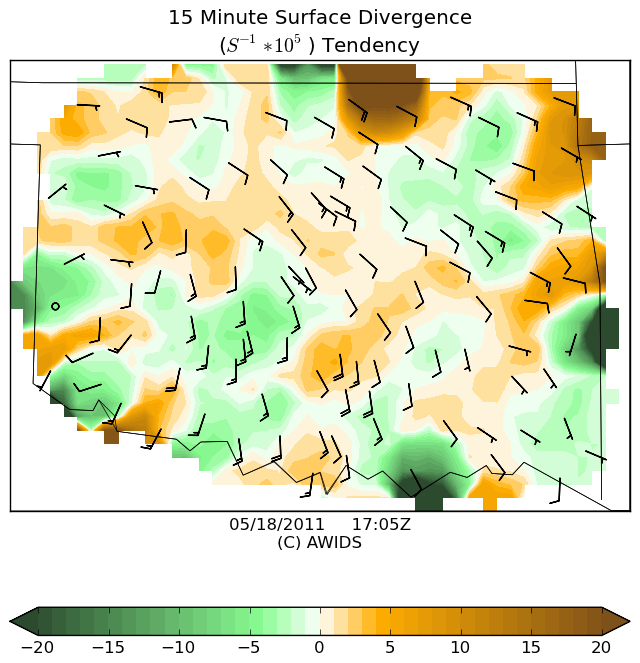 15 Minute Surface Divergence
(S⁻¹ * 10⁵ ) Tendency
05/18/2011 17:05Z
(C) AWIDS
−20 −15 −10 −5 0 5 10 15 20